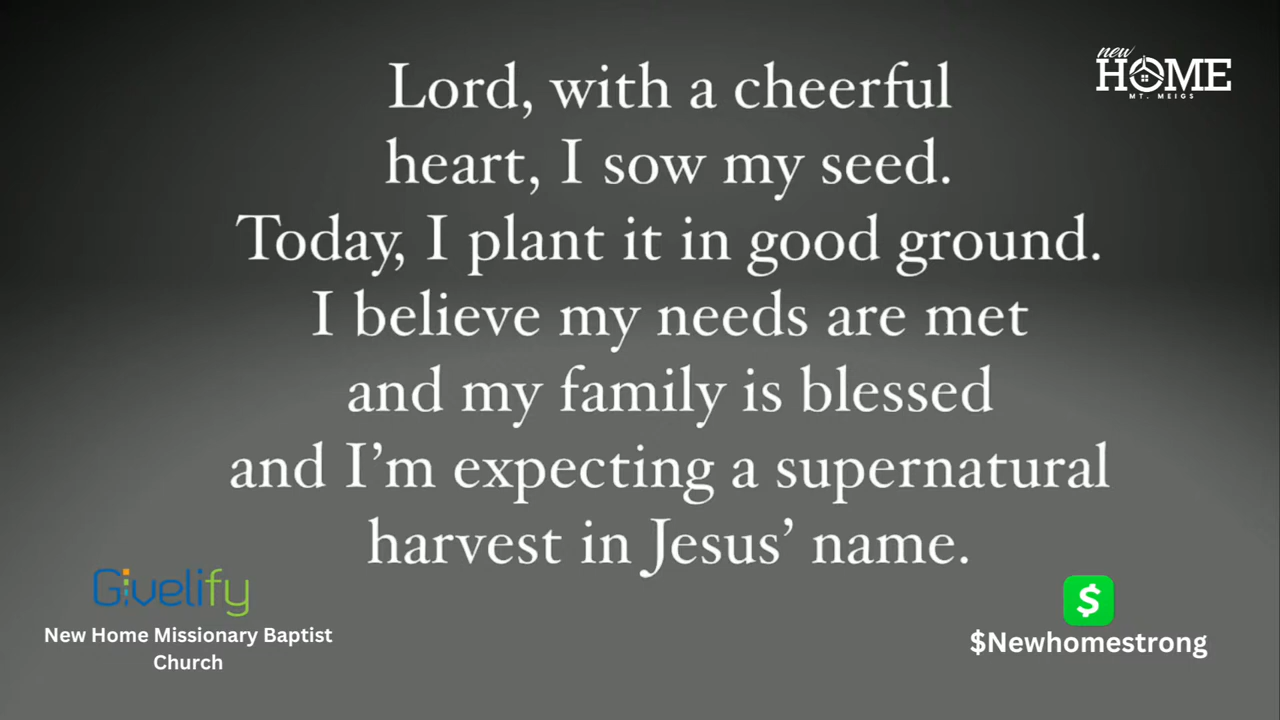 new
HOME
MT. MEIGS
Lord, with a cheerful
heart, I sow my seed.
Today, I plant it in good ground.
I believe my needs are met
and my family is blessed
and I’m expecting a supernatural
harvest in Jesus’ name.
Givelify
New Home Missionary Baptist
Church
$
$Newhomestrong